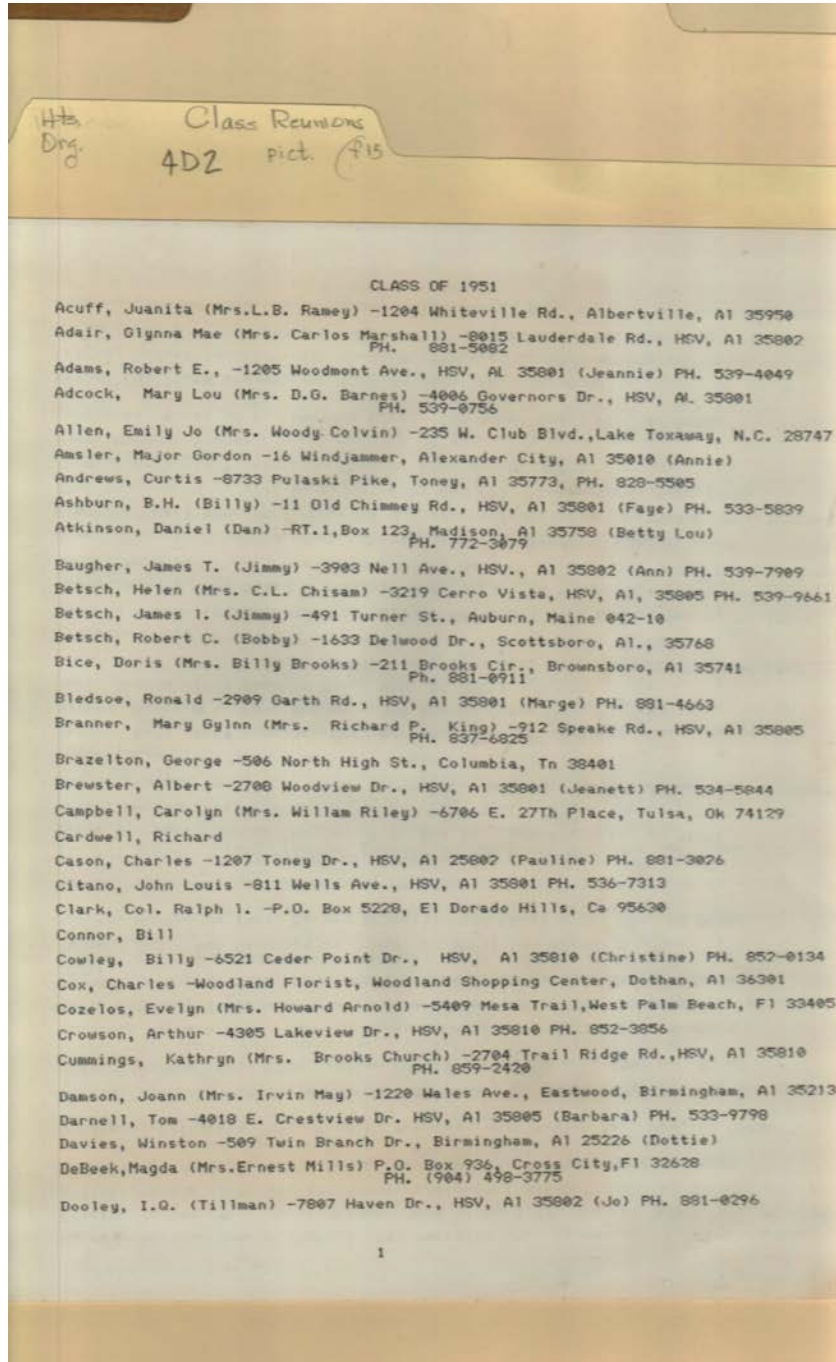 Hts. Class Reunions
Org. 4D2 pict.
CLASS OF 1951
Acuff, Juanita (Mrs.L.B. Ramey) -1204 Whiteville Rd., Albertville, Al 35950
Adair, Glynna Mae (Mrs. Carlos Marshall) -8015 Lauderdale Rd., HSV, Al 35802
PH. 881-5082
Adams, Robert E., -1205 Woodmont Ave., HSV, AL 35801 (Jeannie) PH. 539-4049
Adcock, Mary Lou (Mrs. D.G. Barnes) -4006 Governors Dr., HSV, AL 35801
PH. 539-0756
Allen, Emily Jo (Mrs. Woody Colvin) -235 W. Club Blvd.,Lake Toxaway, N.C. 28747
Amsler, Major Gordon -16 Windjammer, Alexander City, Al 35010 (Annie)
Andrews, Curtis -8733 Pulaski Pike, Toney, Al 35773, PH. 828-5505
Ashburn, B.H. (Billy) -11 Old Chimmey Rd., HSV, Al 35801 (Faye) PH. 533-5839
Atkinson, Daniel (Dan) -RT.1,Box 123, Madison, Al 35758 (Betty Lou)
PH. 772-3079
Baugher, James T. (Jimmy) -3903 Nell Ave., HSV., Al 35802 (Ann) PH. 539-7909
Betsch, Helen (Mrs. C.L. Chisam) -3219 Cerro Vista, HSV, Al, 35805 PH. 539-9661
Betsch, James l. (Jimmy) -491 Turner St., Auburn, Maine 042-10
Betsch, Robert C. (Bobby) -1633 Delwood Dr., Scottsboro, Al., 35768
Bice, Doris (Mrs. Billy Brooks) -211 Brooks Cir., Brownsboro, Al 35741
Ph. 881-0911
Bledsoe, Ronald -2909 Garth Rd., HSV, Al 35801 (Marge) PH. 881-4663
Branner, Mary Gylnn (Mrs. Richard P. King) -912 Speake Rd., HSV, Al 35805
PH. 837-6825
Brazelton, George -506 North High St., Columbia, Tn 38401
Brewster, Albert -2708 Woodview Dr., HSV, Al 35801 (Jeanett) PH. 534-5844
Campbell, Carolyn (Mrs. Willam Riley) -6706 E. 27Th Place, Tulsa, Ok 74129
Cardwell, Richard
Cason, Charles -1207 Toney Dr., HSV, Al 25802 (Pauline) PH. 881-3026
Citano, John Louis -811 Wells Ave., HSV, Al 35801 PH. 536-7313
Clark, Col. Ralph l. -P.O. Box 5228, El Dorado Hills, Ca 95630
Connor, Bill
Cowley, Billy -6521 Ceder Point Dr., HSV, Al 35810 (Christine) PH. 852-0134
Cox, Charles -Woodland Florist, Woodland Shopping Center, Dothan, Al 36301
Cozelos, Evelyn (Mrs. Howard Arnold) -5409 Mesa Trail,West Palm Beach, Fl 33405
Crowson, Arthur -4305 Lakeview Dr., HSV, Al 35810 PH. 852-3856
Cummings, Kathryn (Mrs. Brooks Church) -2704 Trail Ridge Rd.,HSV, Al 35810
PH. 859-2420
Damson, Joann (Mrs. Irvin May) -1220 Wales Ave., Eastwood, Birmingham, Al 35213
Darnell, Tom -4018 E. Crestview Dr. HSV, Al 35805 (Barbara) PH. 533-9798
Davies, Winston -509 Twin Branch Dr., Birmingham, Al 25226 (Dottie)
DeBeek,Magda (Mrs.Ernest Mills) P.O. Box 936, Cross City,Fl 32628
PH. (904) 498-3775
Dooley, I.Q. (Tillman) -7807 Haven Dr., HSV, Al 35802 (Jo) PH. 881-0296
1